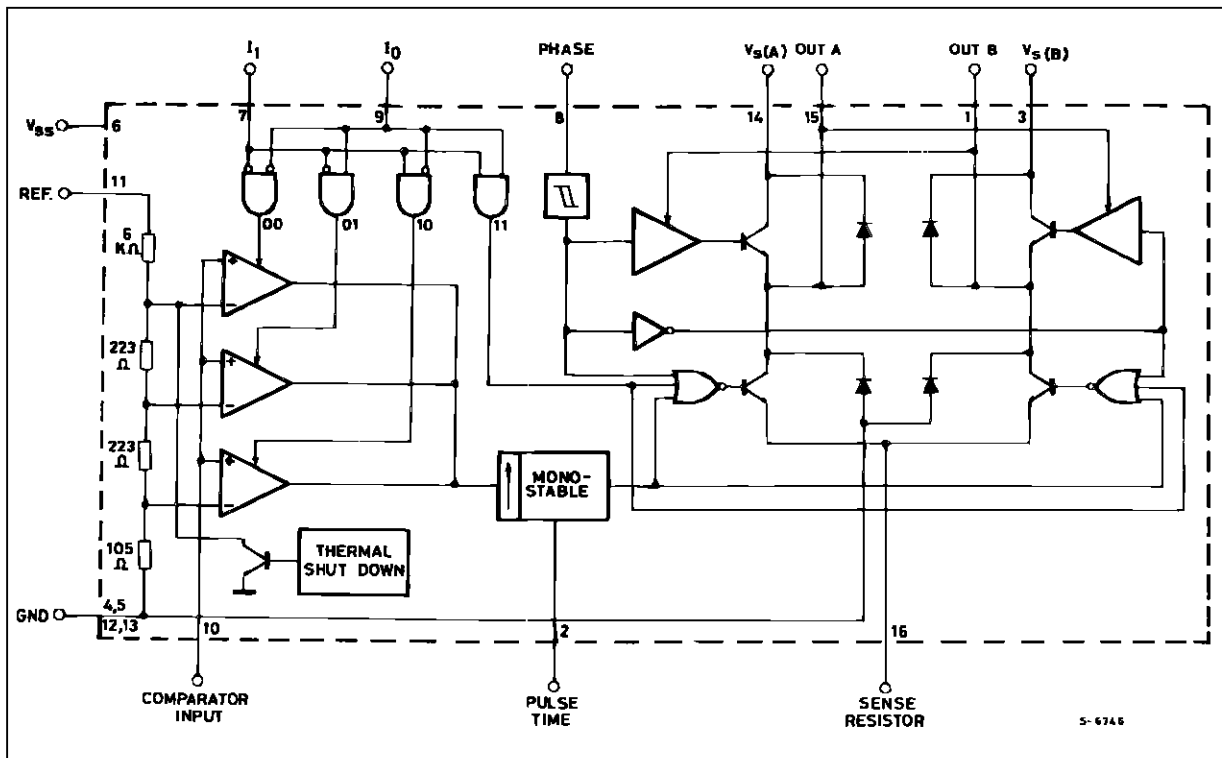 I1 I0 PHASE Vs(A) OUT A OUT B Vs(B)
7 9 8 14 15 1 3
Vss 6
REF. 11
00 01 10 11
6 KΩ
+
−
223 Ω
+
−
223 Ω
+
−
MONO-
STABLE
105 Ω
THERMAL
SHUT DOWN
GND 4,5
12,13 10 2 16
COMPARATOR
INPUT
PULSE
TIME
SENSE
RESISTOR
S-6746